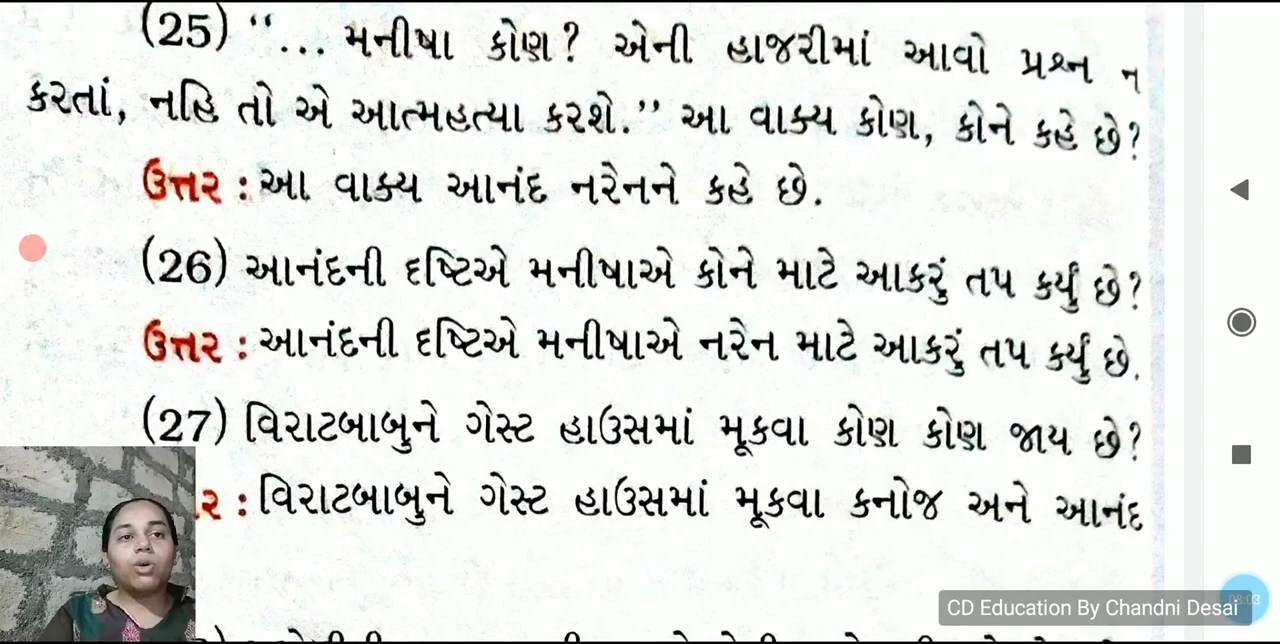 (25) “... મનીષા કોણ? એની હાજરીમાં આવો પ્રશ્ન ન
કરતાં, નહિ તો એ આત્મહત્યા કરશે.” આ વાક્ય કોણ, કોને કહે છે?
ઉત્તર : આ વાક્ય આનંદ નરેનને કહે છે.
(26) આનંદની દૃષ્ટિએ મનીષાએ કોને માટે આકરું તપ કર્યું છે?
ઉત્તર : આનંદની દૃષ્ટિએ મનીષાએ નરેન માટે આકરું તપ કર્યું છે.
(27) વિરાટબાબુને ગેસ્ટ હાઉસમાં મૂકવા કોણ કોણ જાય છે?
ર : વિરાટબાબુને ગેસ્ટ હાઉસમાં મૂકવા કનોજ અને આનંદ
CD Education By Chandni Desai